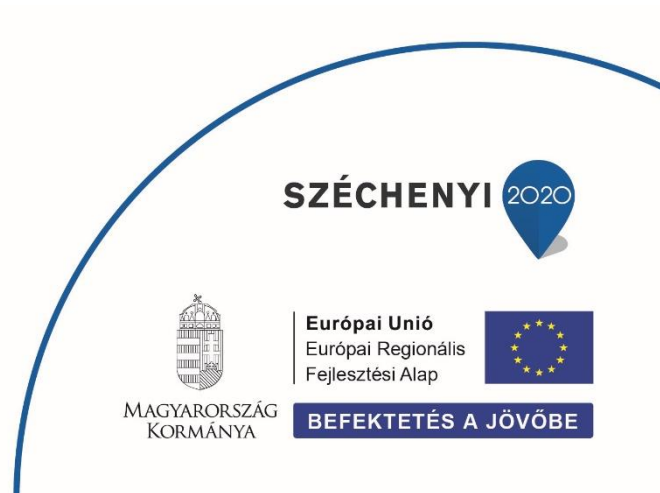 SZÉCHENYI 2020
Európai Unió
Európai Regionális
Fejlesztési Alap
MAGYARORSZÁG
KORMÁNYA
BEFEKTETÉS A JÖVŐBE